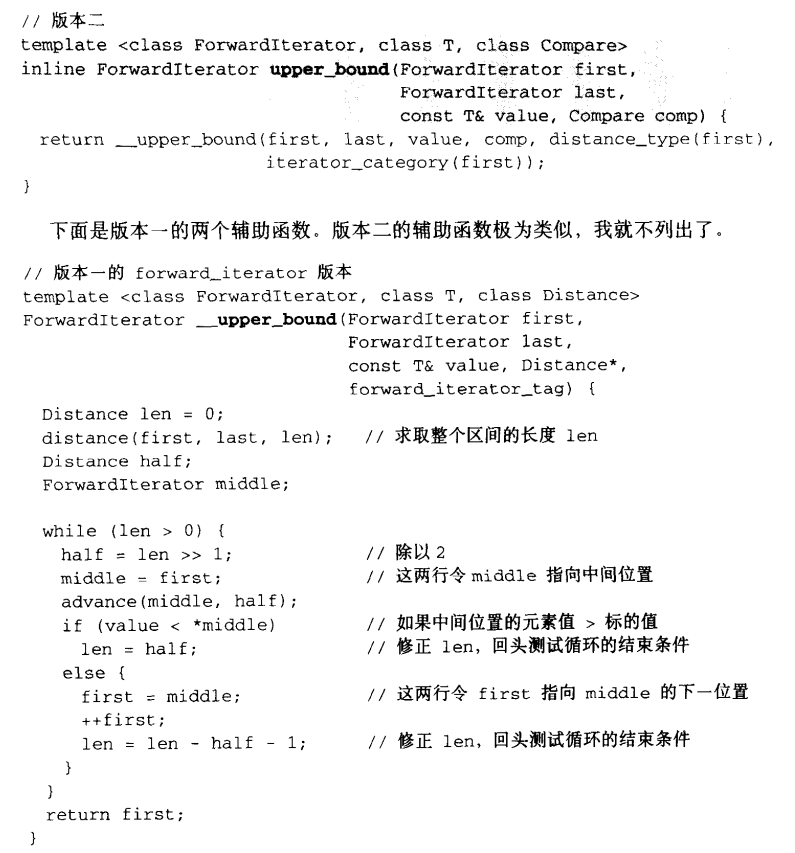 // 版本二
template <class ForwardIterator, class T, class Compare>
inline ForwardIterator upper_bound(ForwardIterator first,
                                   ForwardIterator last,
                                   const T& value, Compare comp) {
  return __upper_bound(first, last, value, comp, distance_type(first),
                       iterator_category(first));
}
下面是版本一的两个辅助函数。版本二的辅助函数极为类似，我就不列出了。
// 版本一的 forward_iterator 版本
template <class ForwardIterator, class T, class Distance>
ForwardIterator __upper_bound(ForwardIterator first,
                              ForwardIterator last,
                              const T& value, Distance*,
                              forward_iterator_tag) {
  Distance len = 0;
  distance(first, last, len);   // 求取整个区间的长度 len
  Distance half;
  ForwardIterator middle;
  while (len > 0) {
    half = len >> 1;            // 除以 2
    middle = first;             // 这两行令 middle 指向中间位置
    advance(middle, half);
    if (value < *middle)        // 如果中间位置的元素值 > 标的值
      len = half;               // 修正 len，回头测试循环的结束条件
    else {
      first = middle;           // 这两行令 first 指向 middle 的下一位置
      ++first;
      len = len - half - 1;     // 修正 len，回头测试循环的结束条件
    }
  }
  return first;
}